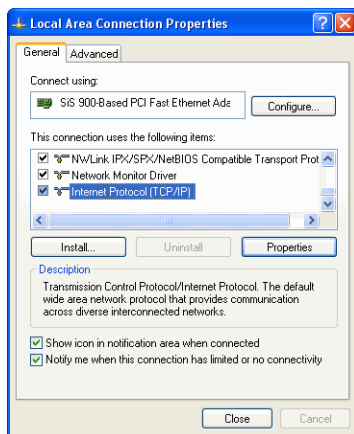 Local Area Connection Properties
General Advanced
Connect using:
SiS 900-Based PCI Fast Ethernet Ada
Configure...
This connection uses the following items:
NWLink IPX/SPX/NetBIOS Compatible Transport Prot
Network Monitor Driver
Internet Protocol (TCP/IP)
Install... Uninstall Properties
Description
Transmission Control Protocol/Internet Protocol. The default
wide area network protocol that provides communication
across diverse interconnected networks.
Show icon in notification area when connected
Notify me when this connection has limited or no connectivity
Close Cancel